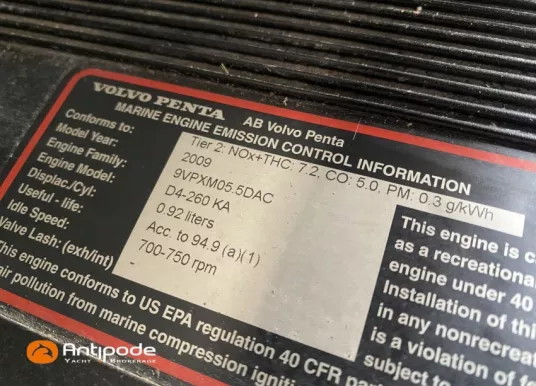 VOLVO PENTA AB Volvo Penta
MARINE ENGINE EMISSION CONTROL INFORMATION
Conforms to: Tier 2: NOx+THC: 7.2, CO: 5.0, PM: 0.3 g/kWh
Model Year: 2009
Engine Family: 9VPXM05.5DAC
Engine Model: D4-260 KA
Displac./Cyl: 0.92 liters
Useful - life: Acc. to 94.9 (a)(1)
Idle Speed: 700-750 rpm
Valve Lash: (exh/int)
This engine conforms to US EPA regulation 40 CFR
air pollution from marine compression
This engine is
as a recreational
engine under 40
Installation of this
in any nonrecrea
is a violation of
subject to
Antipode
YACHT BROKERAGE